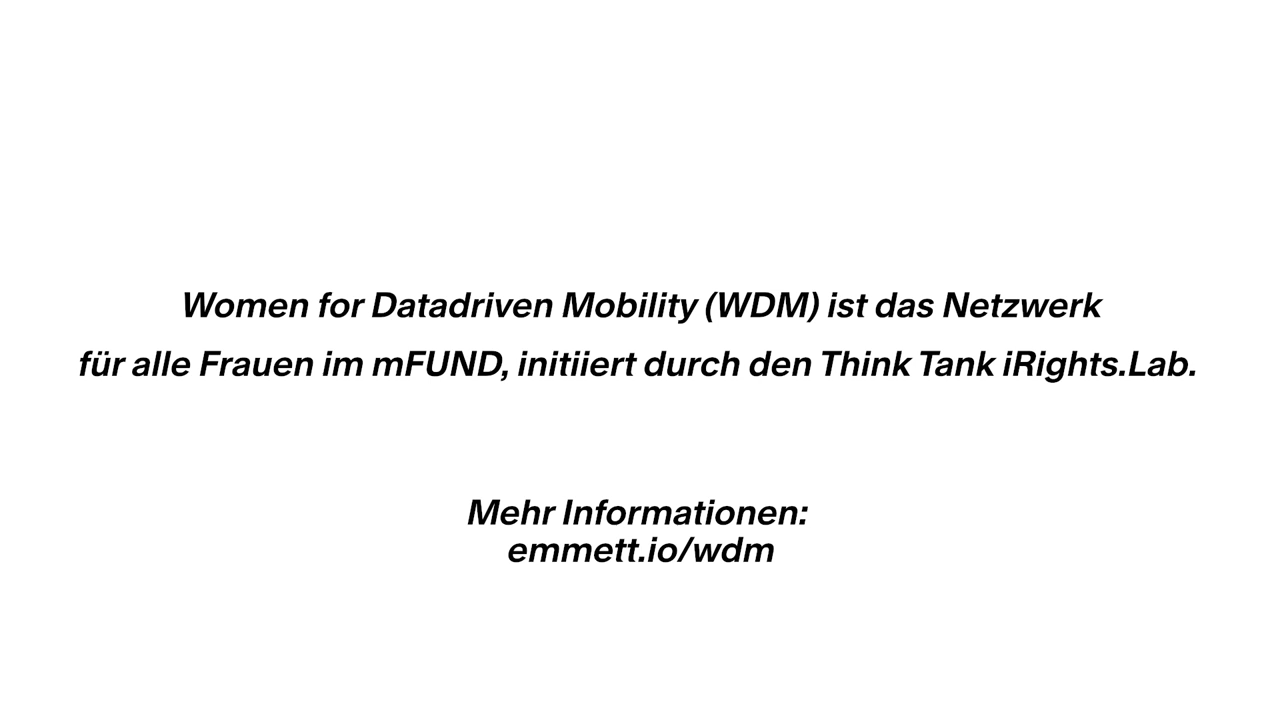 Women for Datadriven Mobility (WDM) ist das Netzwerk
für alle Frauen im mFUND, initiiert durch den Think Tank iRights.Lab.
Mehr Informationen:
emmett.io/wdm